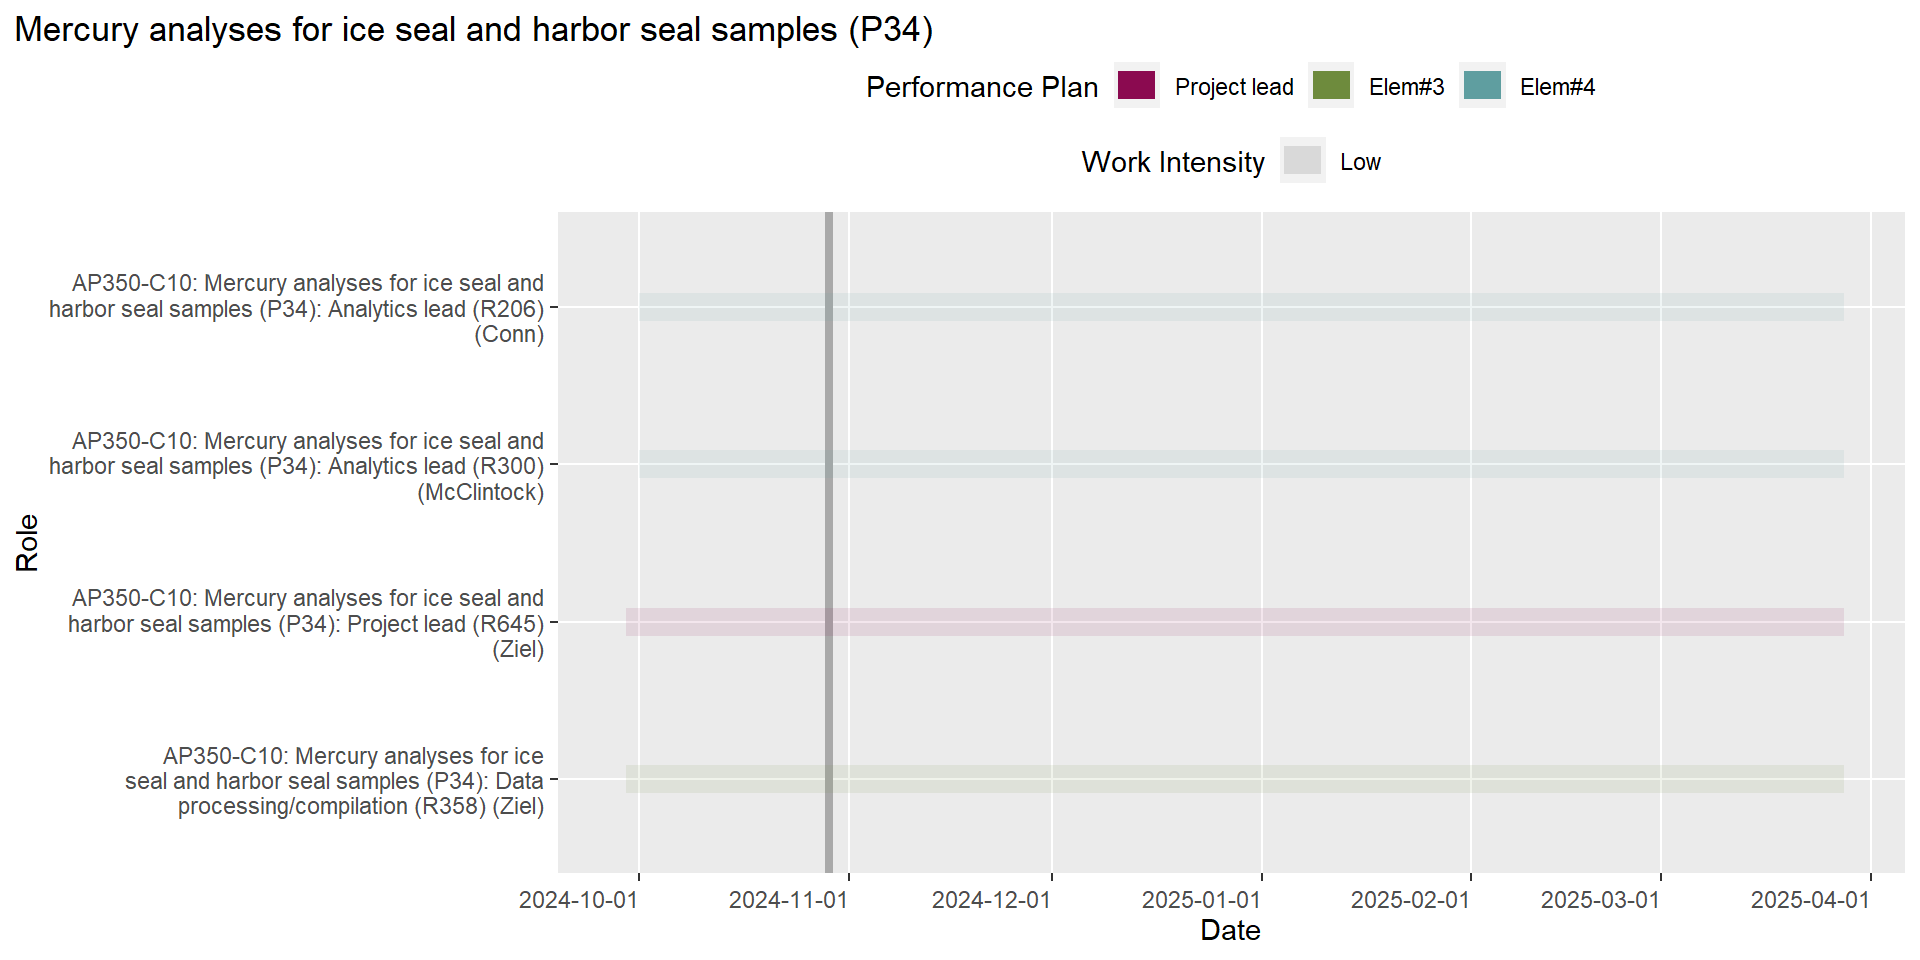 Mercury analyses for ice seal and harbor seal samples (P34)
Performance Plan Project lead Elem#3 Elem#4
Work Intensity Low
AP350-C10: Mercury analyses for ice seal and
harbor seal samples (P34): Analytics lead (R206)
(Conn)
AP350-C10: Mercury analyses for ice seal and
harbor seal samples (P34): Analytics lead (R300)
(McClintock)
AP350-C10: Mercury analyses for ice seal and
harbor seal samples (P34): Project lead (R645)
(Ziel)
AP350-C10: Mercury analyses for ice
seal and harbor seal samples (P34): Data
processing/compilation (R358) (Ziel)
Role
2024-10-01 2024-11-01 2024-12-01 2025-01-01 2025-02-01 2025-03-01 2025-04-01
Date